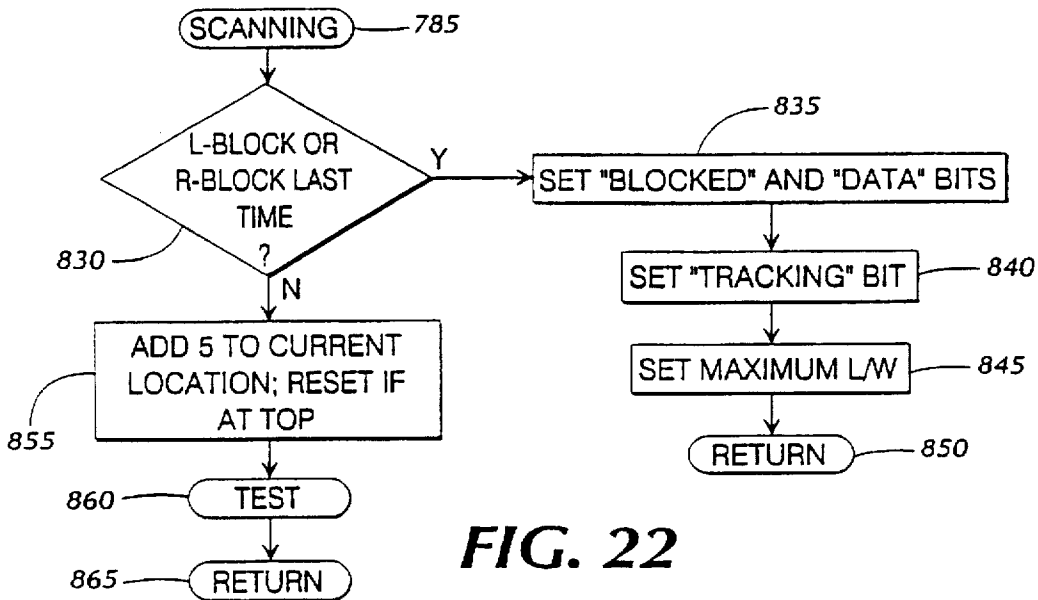 SCANNING
785
L-BLOCK OR
R-BLOCK LAST
TIME
?
830
Y
N
835
SET "BLOCKED" AND "DATA" BITS
SET "TRACKING" BIT
840
SET MAXIMUM L/W
845
RETURN
850
ADD 5 TO CURRENT
LOCATION; RESET IF
AT TOP
855
860
TEST
865
RETURN
FIG. 22